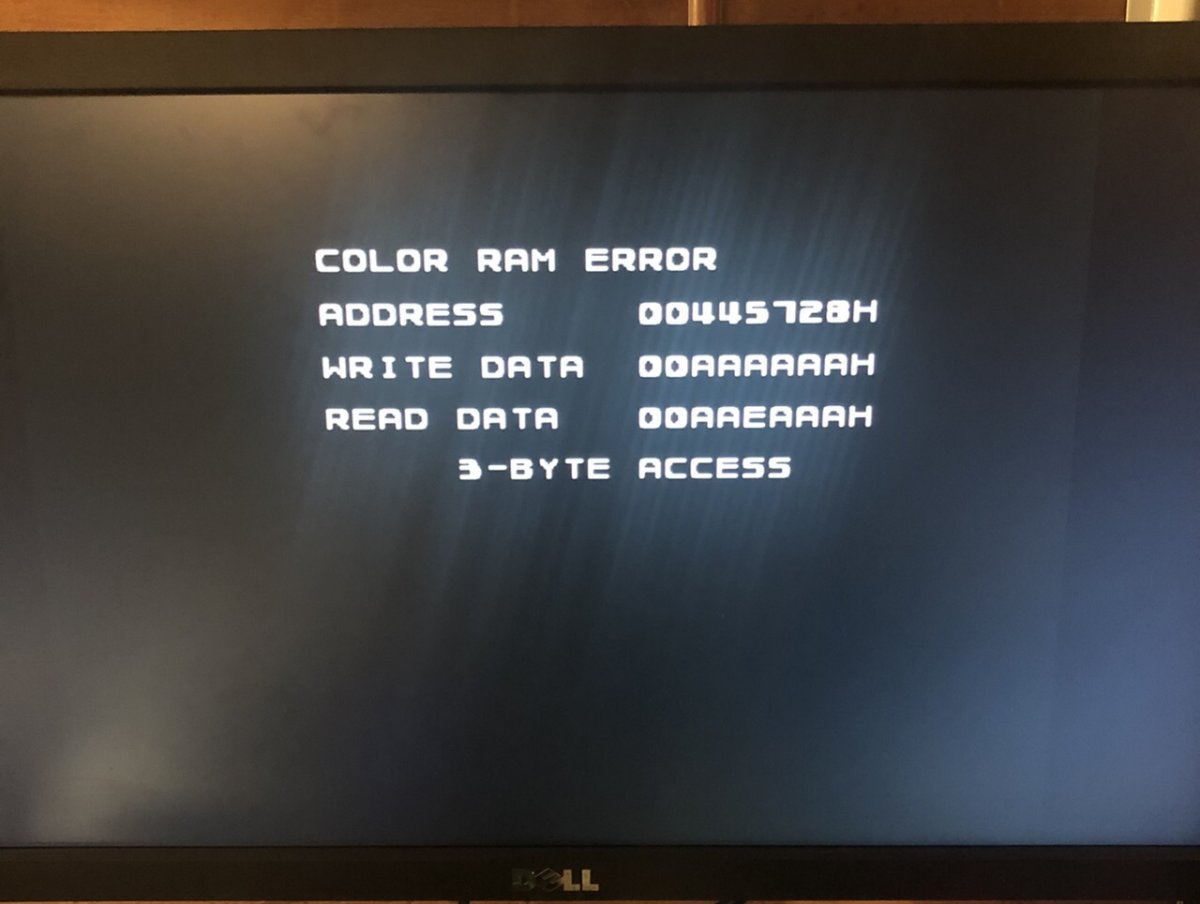 COLOR RAM ERROR
ADDRESS 00445728H
WRITE DATA 00AAAAAAH
READ DATA 00AAEAAAH
3-BYTE ACCESS
DELL